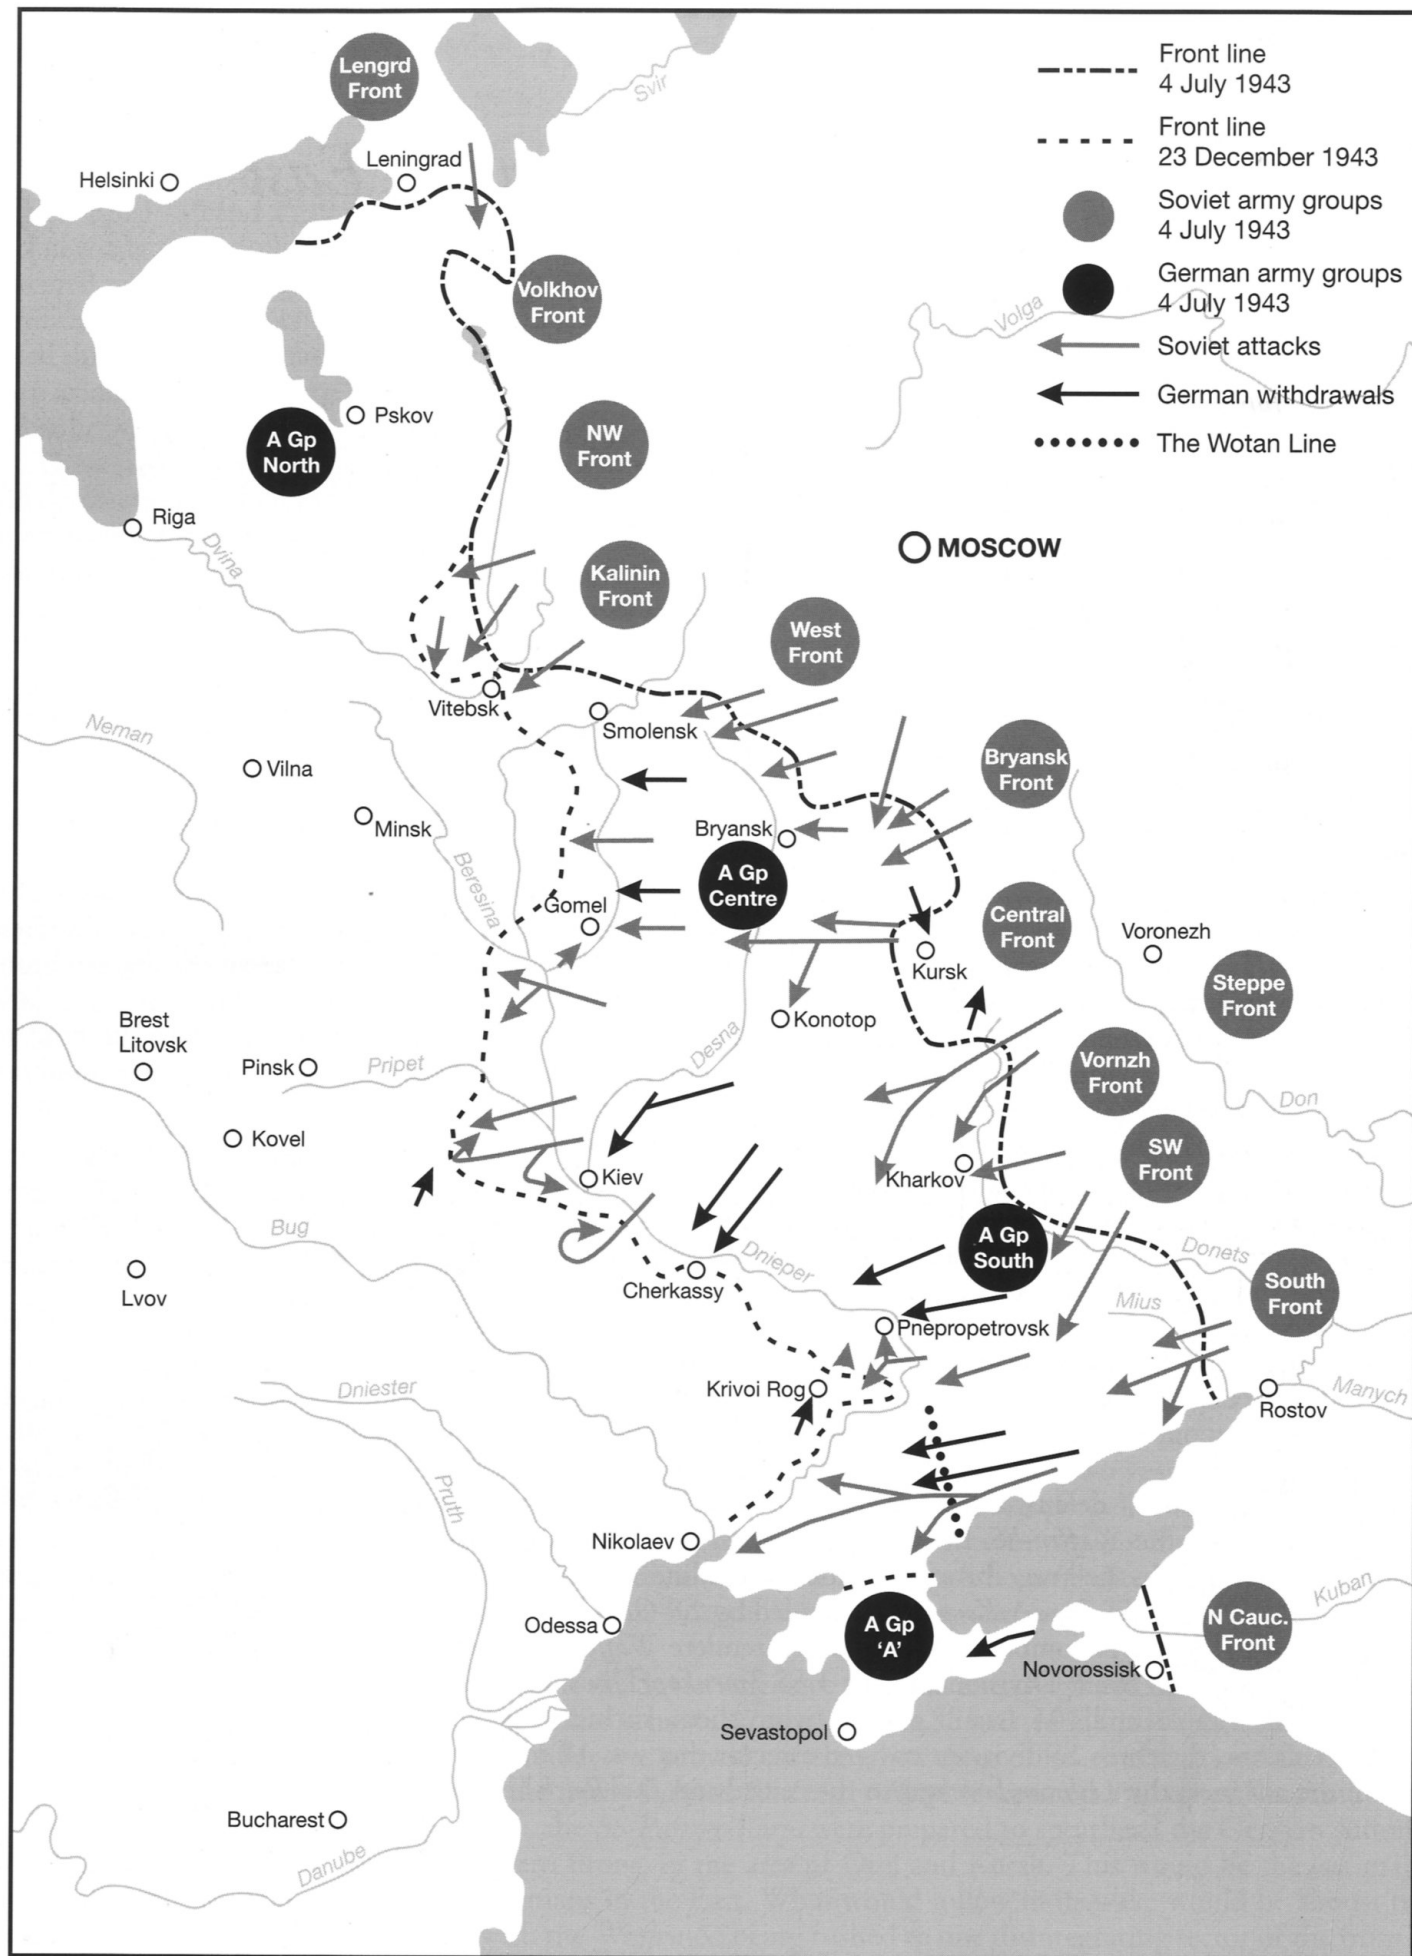 Lengrd
Front
Svir
Front line
4 July 1943
Front line
23 December 1943
Soviet army groups
4 July 1943
German army groups
4 July 1943
Soviet attacks
German withdrawals
The Wotan Line
Helsinki
Leningrad
Volkhov
Front
Volga
Pskov
A Gp
North
NW
Front
Riga
Dvina
MOSCOW
Kalinin
Front
West
Front
Vitebsk
Smolensk
Neman
Vilna
Bryansk
Front
Minsk
Bryansk
Beresina
A Gp
Centre
Gomel
Central
Front
Voronezh
Kursk
Steppe
Front
Konotop
Brest
Litovsk
Pinsk
Pripet
Desna
Vornzh
Front
Don
Kovel
Kiev
Kharkov
SW
Front
Bug
A Gp
South
Donets
Dnieper
Lvov
Cherkassy
South
Front
Mius
Pnepropetrovsk
Dniester
Krivoi Rog
Manych
Rostov
Pruth
Nikolaev
Odessa
A Gp
'A'
Kuban
N Cauc.
Front
Novorossisk
Sevastopol
Bucharest
Danube